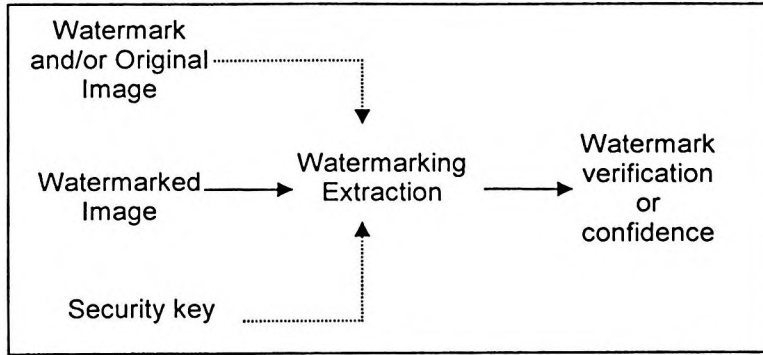 Watermark
and/or Original
Image
Watermarked
Image
Security key
Watermarking
Extraction
Watermark
verification
or
confidence